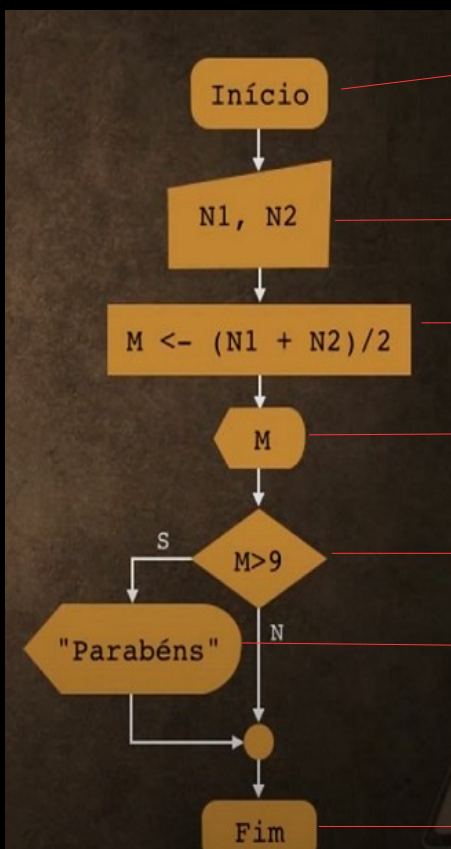 Início
N1, N2
M <- (N1 + N2)/2
M
M>9
S
N
"Parabéns"
Fim